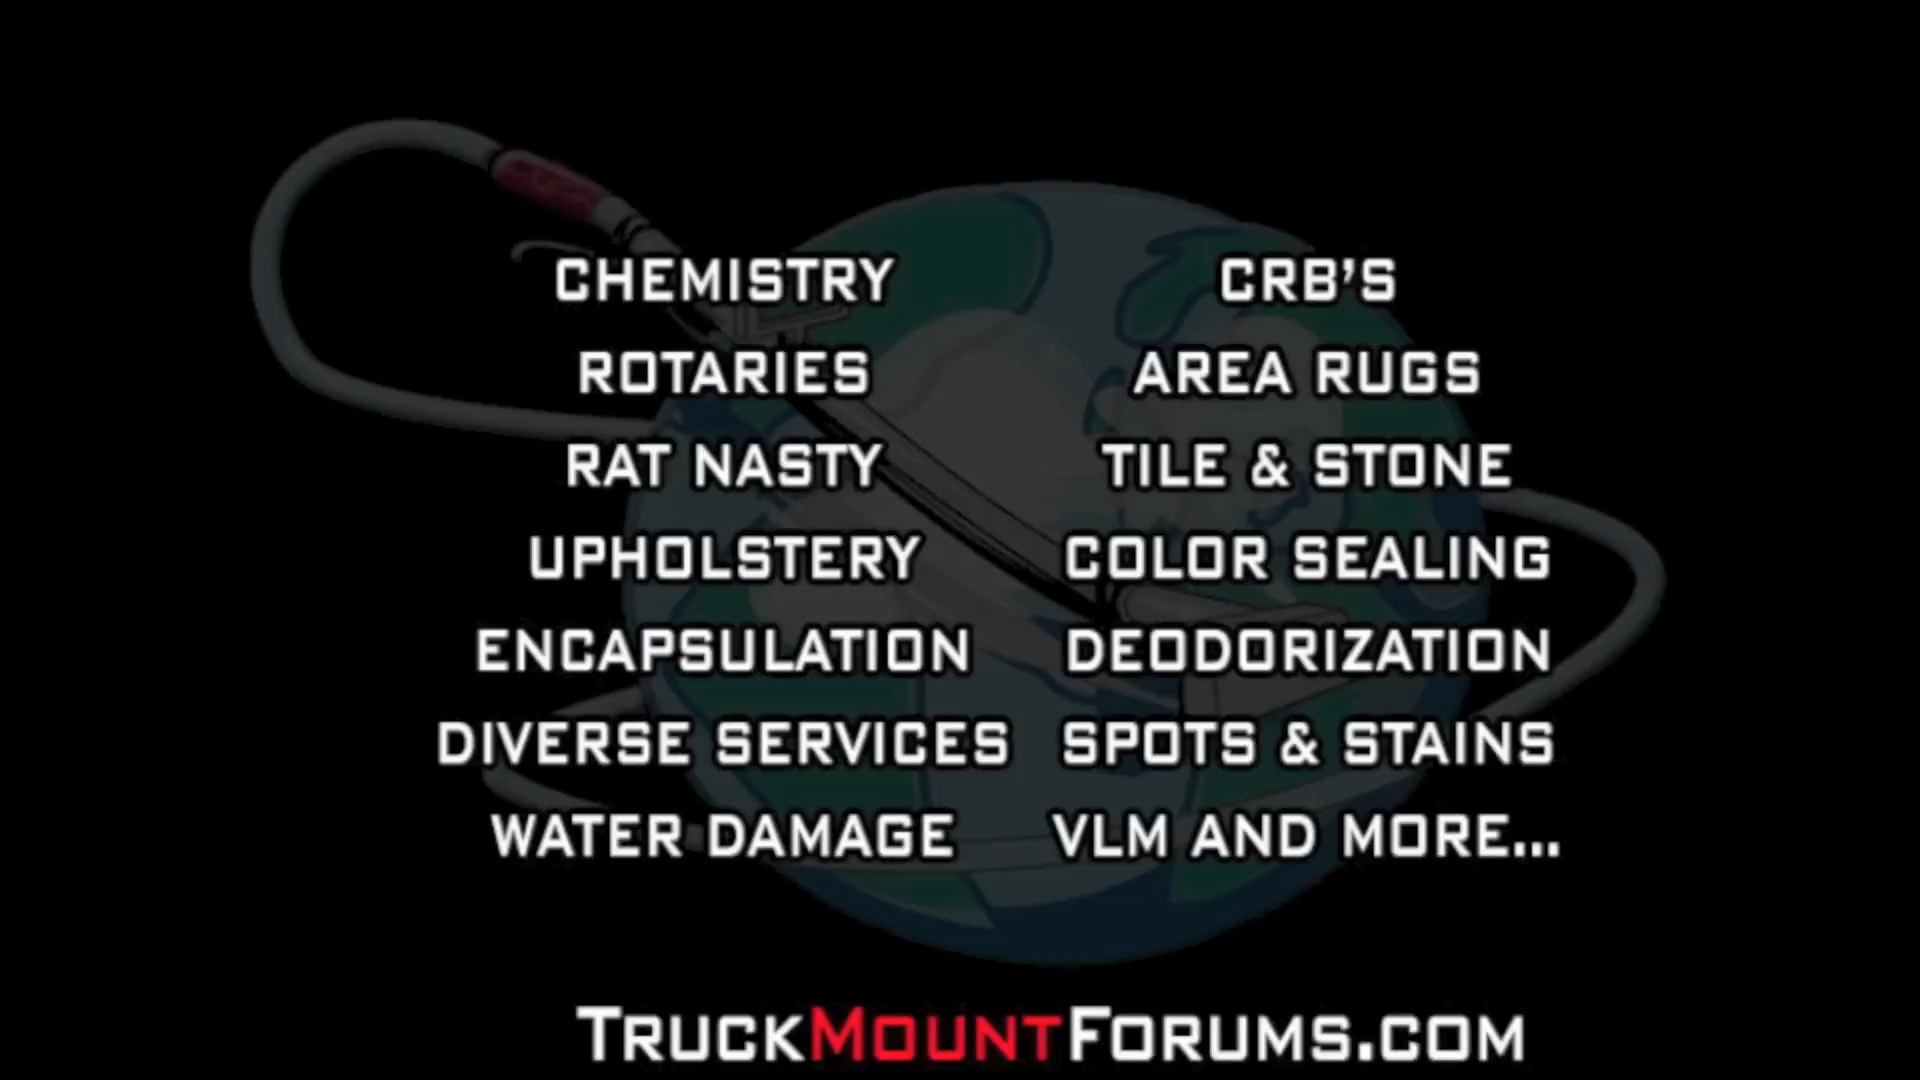 CHEMISTRY
ROTARIES
RAT NASTY
UPHOLSTERY
ENCAPSULATION
DIVERSE SERVICES
WATER DAMAGE
CRB'S
AREA RUGS
TILE & STONE
COLOR SEALING
DEODORIZATION
SPOTS & STAINS
VLM AND MORE...
TRUCKMOUNTFORUMS.COM